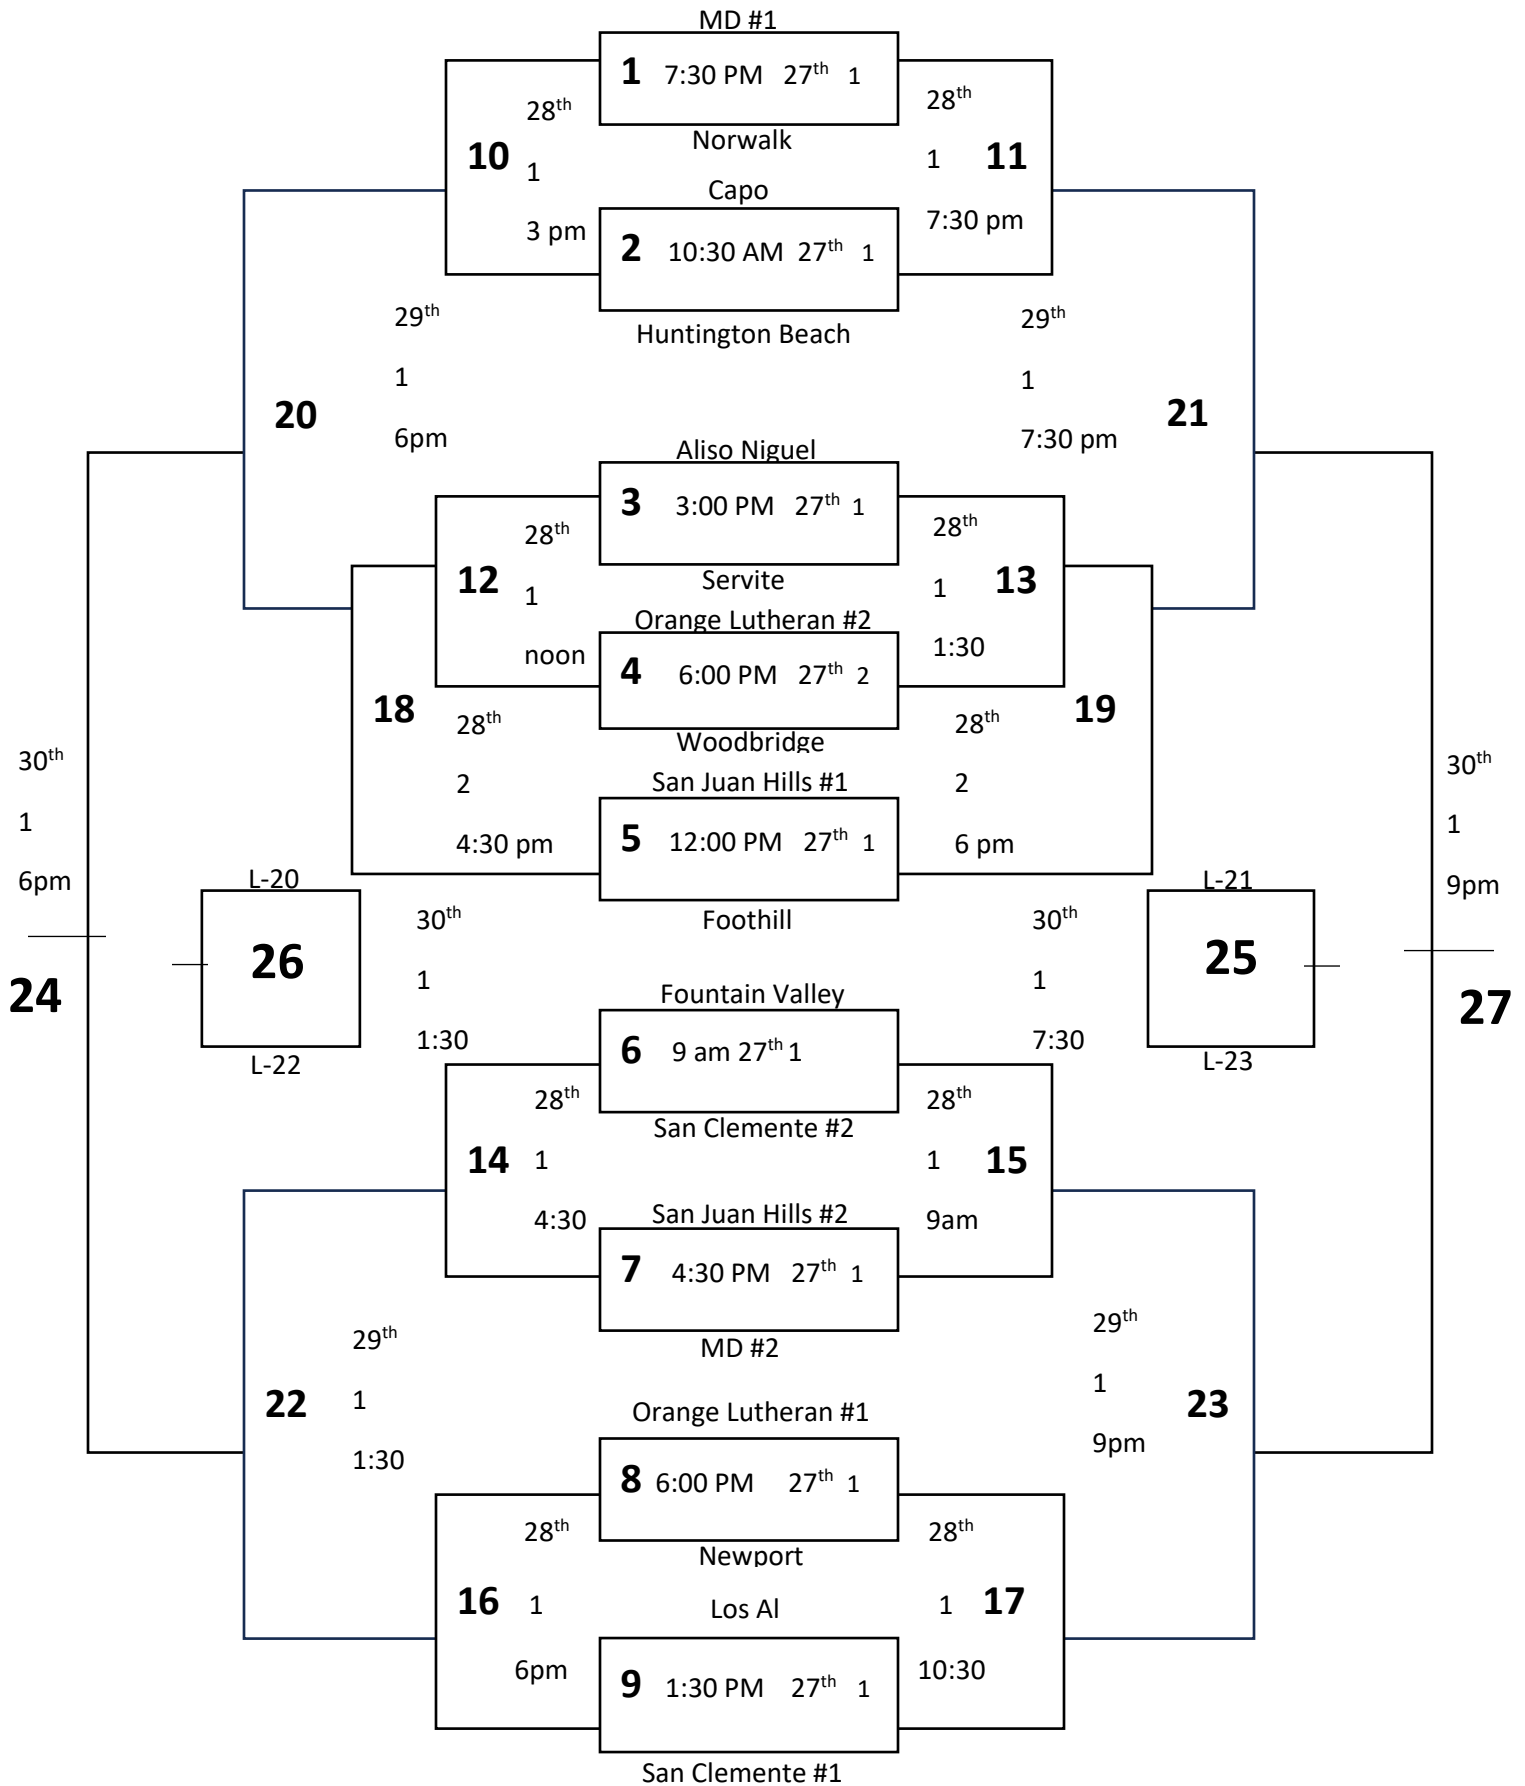 MD #1
1 7:30 PM 27th 1
Norwalk
28th
1
3 pm
10
28th
1
7:30 pm
11
Capo
2 10:30 AM 27th 1
Huntington Beach
29th
1
6pm
20
29th
1
7:30 pm
21
Aliso Niguel
3 3:00 PM 27th 1
Servite
28th
1
noon
12
28th
1
1:30
13
Orange Lutheran #2
4 6:00 PM 27th 2
Woodbridge
18
28th
2
4:30 pm
19
28th
2
6 pm
San Juan Hills #1
5 12:00 PM 27th 1
Foothill
30th
1
6pm
24
30th
1
9pm
27
L-20
26
L-22
30th
1
1:30
30th
1
7:30
L-21
25
L-23
Fountain Valley
6 9 am 27th 1
San Clemente #2
28th
14 1
4:30
28th
1 15
9am
San Juan Hills #2
7 4:30 PM 27th 1
MD #2
29th
22 1
1:30
29th
1 23
9pm
Orange Lutheran #1
8 6:00 PM 27th 1
Newport
28th
16 1
6pm
28th
1 17
10:30
Los Al
9 1:30 PM 27th 1
San Clemente #1